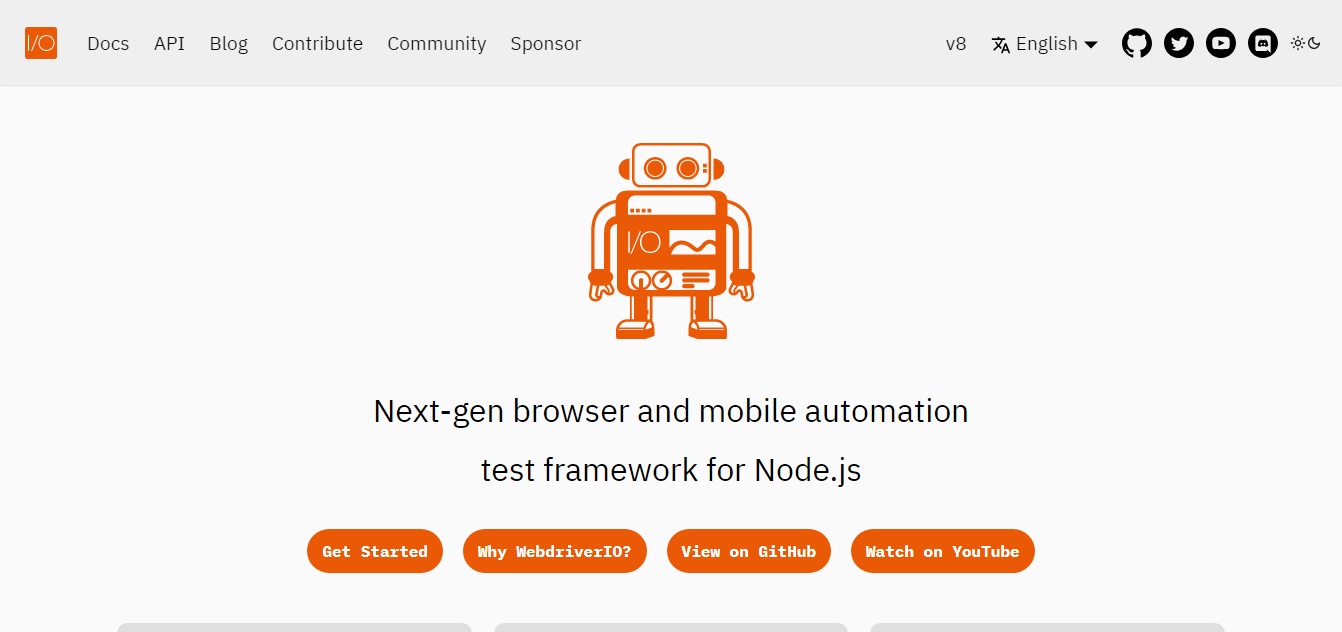 I/O Docs API Blog Contribute Community Sponsor v8 English
I/O
Next-gen browser and mobile automation
test framework for Node.js
Get Started Why WebdriverIO? View on GitHub Watch on YouTube